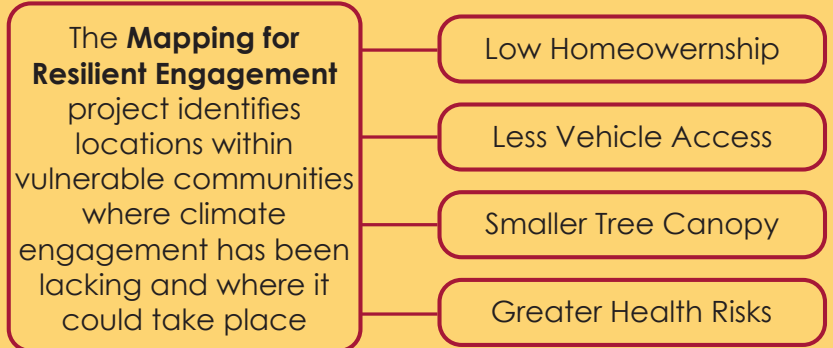 The Mapping for
Resilient Engagement
project identifies
locations within
vulnerable communities
where climate
engagement has been
lacking and where it
could take place
Low Homeowernship
Less Vehicle Access
Smaller Tree Canopy
Greater Health Risks